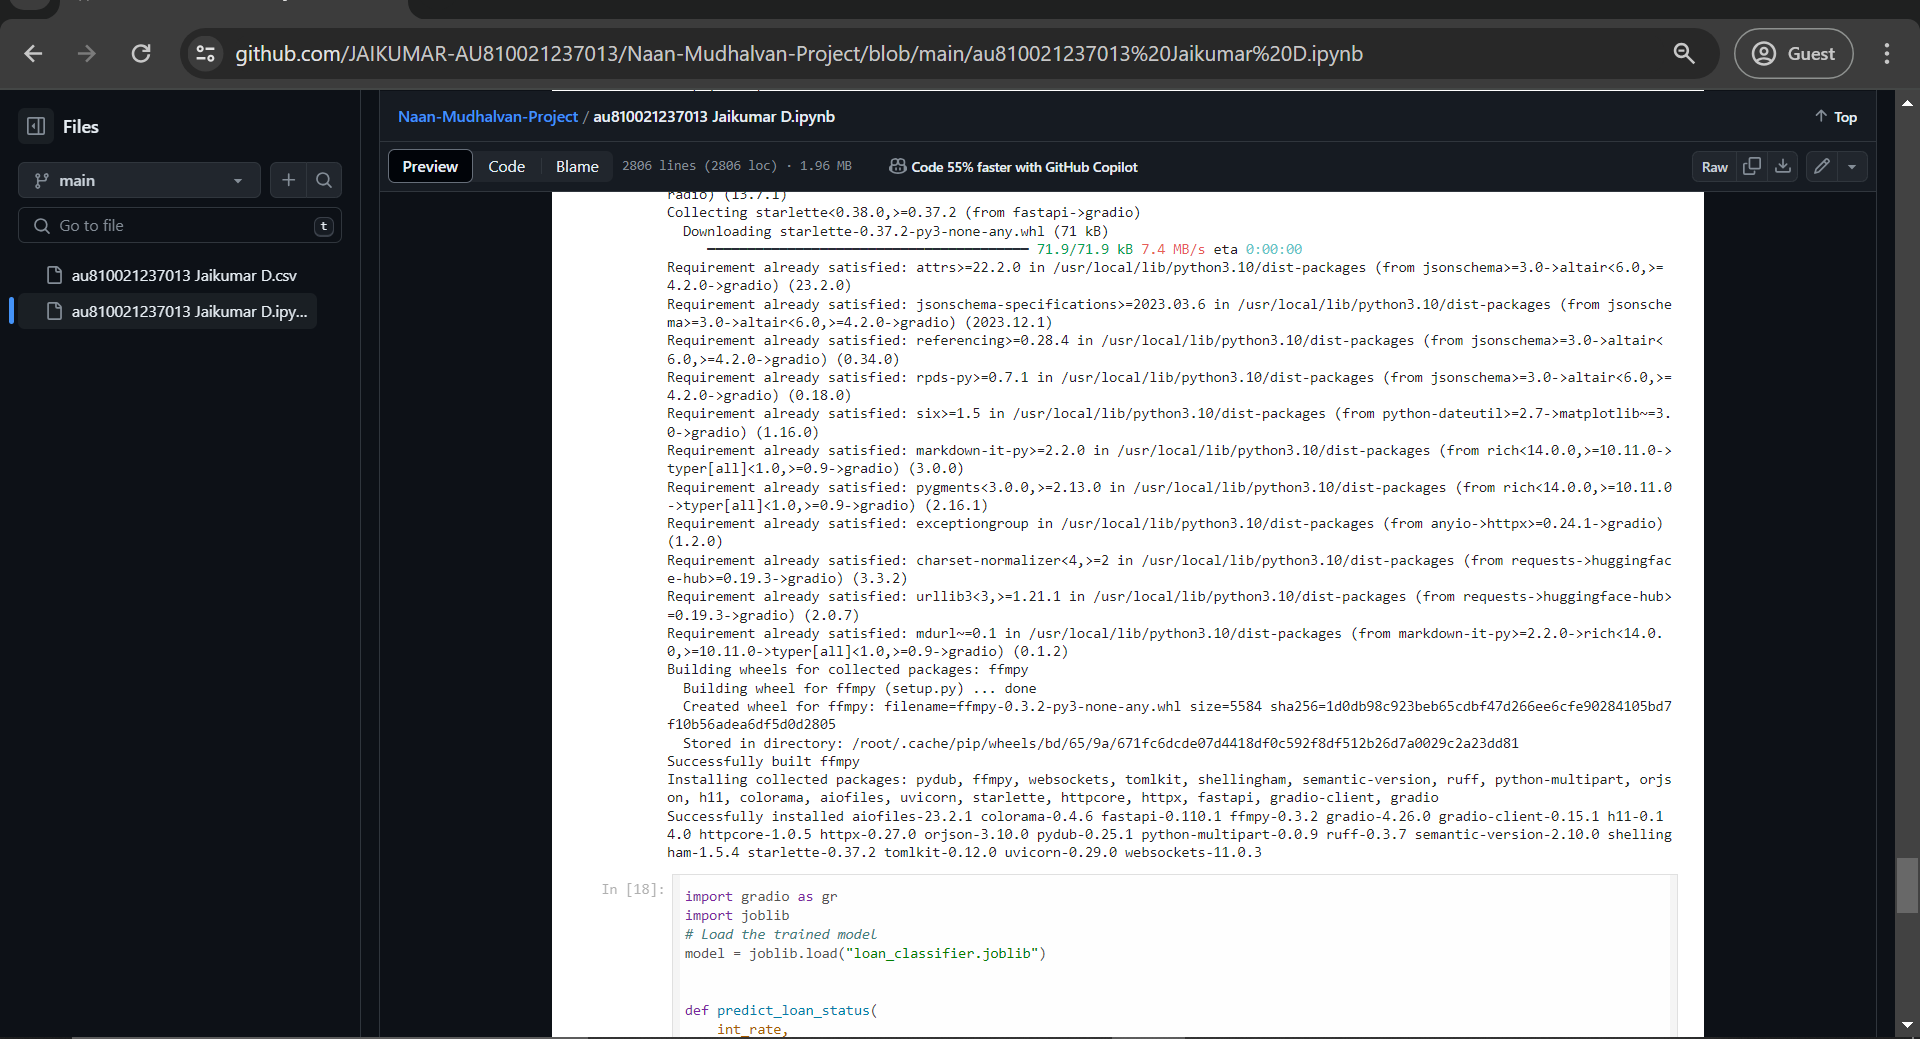 github.com/JAIKUMAR-AU810021237013/Naan-Mudhalvan-Project/blob/main/au810021237013%20Jaikumar%20D.ipynb
Guest
Files
main
Go to file
t
au810021237013 Jaikumar D.csv
au810021237013 Jaikumar D.ipy...
Naan-Mudhalvan-Project / au810021237013 Jaikumar D.ipynb
Top
Preview Code Blame 2806 lines (2806 loc) · 1.96 MB Code 55% faster with GitHub Copilot Raw
radio) (13.7.1)
Collecting starlette<0.38.0,>=0.37.2 (from fastapi->gradio)
Downloading starlette-0.37.2-py3-none-any.whl (71 kB)
━━━━━━━━━━━━━━━━━━━━━━━━━━━━━━━━━━━━━━━━ 71.9/71.9 kB 7.4 MB/s eta 0:00:00
Requirement already satisfied: attrs>=22.2.0 in /usr/local/lib/python3.10/dist-packages (from jsonschema>=3.0->altair<6.0,>=
4.2.0->gradio) (23.2.0)
Requirement already satisfied: jsonschema-specifications>=2023.03.6 in /usr/local/lib/python3.10/dist-packages (from jsonsche
ma>=3.0->altair<6.0,>=4.2.0->gradio) (2023.12.1)
Requirement already satisfied: referencing>=0.28.4 in /usr/local/lib/python3.10/dist-packages (from jsonschema>=3.0->altair<
6.0,>=4.2.0->gradio) (0.34.0)
Requirement already satisfied: rpds-py>=0.7.1 in /usr/local/lib/python3.10/dist-packages (from jsonschema>=3.0->altair<6.0,>=
4.2.0->gradio) (0.18.0)
Requirement already satisfied: six>=1.5 in /usr/local/lib/python3.10/dist-packages (from python-dateutil>=2.7->matplotlib~=3.
0->gradio) (1.16.0)
Requirement already satisfied: markdown-it-py>=2.2.0 in /usr/local/lib/python3.10/dist-packages (from rich<14.0.0,>=10.11.0->
typer[all]<1.0,>=0.9->gradio) (3.0.0)
Requirement already satisfied: pygments<3.0.0,>=2.13.0 in /usr/local/lib/python3.10/dist-packages (from rich<14.0.0,>=10.11.0
->typer[all]<1.0,>=0.9->gradio) (2.16.1)
Requirement already satisfied: exceptiongroup in /usr/local/lib/python3.10/dist-packages (from anyio->httpx>=0.24.1->gradio)
(1.2.0)
Requirement already satisfied: charset-normalizer<4,>=2 in /usr/local/lib/python3.10/dist-packages (from requests->huggingfac
e-hub>=0.19.3->gradio) (3.3.2)
Requirement already satisfied: urllib3<3,>=1.21.1 in /usr/local/lib/python3.10/dist-packages (from requests->huggingface-hub>
=0.19.3->gradio) (2.0.7)
Requirement already satisfied: mdurl~=0.1 in /usr/local/lib/python3.10/dist-packages (from markdown-it-py>=2.2.0->rich<14.0.
0,>=10.11.0->typer[all]<1.0,>=0.9->gradio) (0.1.2)
Building wheels for collected packages: ffmpy
Building wheel for ffmpy (setup.py) ... done
Created wheel for ffmpy: filename=ffmpy-0.3.2-py3-none-any.whl size=5584 sha256=1d0db98c923beb65cdbf47d266ee6cfe90284105bd7
f10b56adea6df5d0d2805
Stored in directory: /root/.cache/pip/wheels/bd/65/9a/671fc6dcde07d4418df0c592f8df512b26d7a0029c2a23dd81
Successfully built ffmpy
Installing collected packages: pydub, ffmpy, websockets, tomlkit, shellingham, semantic-version, ruff, python-multipart, orjs
on, h11, colorama, aiofiles, uvicorn, starlette, httpcore, httpx, fastapi, gradio-client, gradio
Successfully installed aiofiles-23.2.1 colorama-0.4.6 fastapi-0.110.1 ffmpy-0.3.2 gradio-4.26.0 gradio-client-0.15.1 h11-0.1
4.0 httpcore-1.0.5 httpx-0.27.0 orjson-3.10.0 pydub-0.25.1 python-multipart-0.0.9 ruff-0.3.7 semantic-version-2.10.0 shelling
ham-1.5.4 starlette-0.37.2 tomlkit-0.12.0 uvicorn-0.29.0 websockets-11.0.3
In [18]:
import gradio as gr
import joblib
# Load the trained model
model = joblib.load("loan_classifier.joblib")
def predict_loan_status(
int_rate,